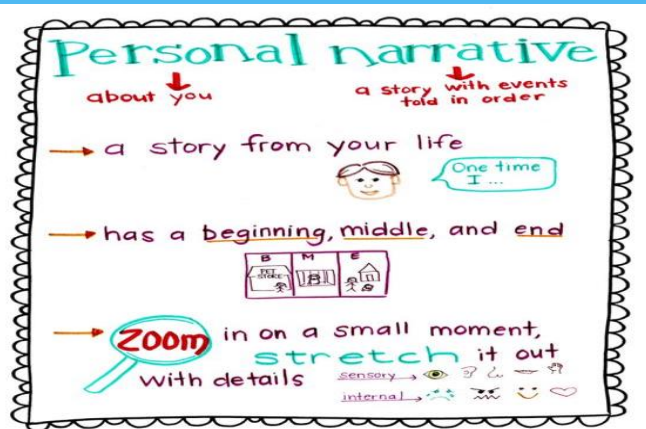 Personal narrative
about you
a story with events
told in order
a story from your life
One time
I ...
has a beginning, middle, and end
B M E
PET
STORE
ZOOM in on a small moment,
stretch it out
with details
sensory
internal